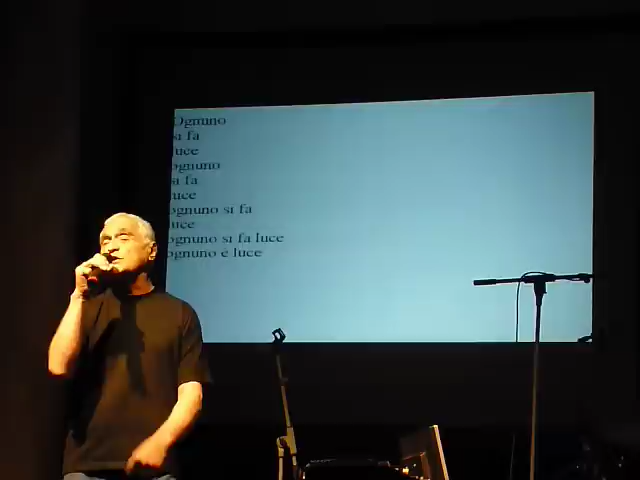 Ognuno
si fa
luce
ognuno
si fa
luce
ognuno si fa
luce
ognuno si fa luce
ognuno è luce